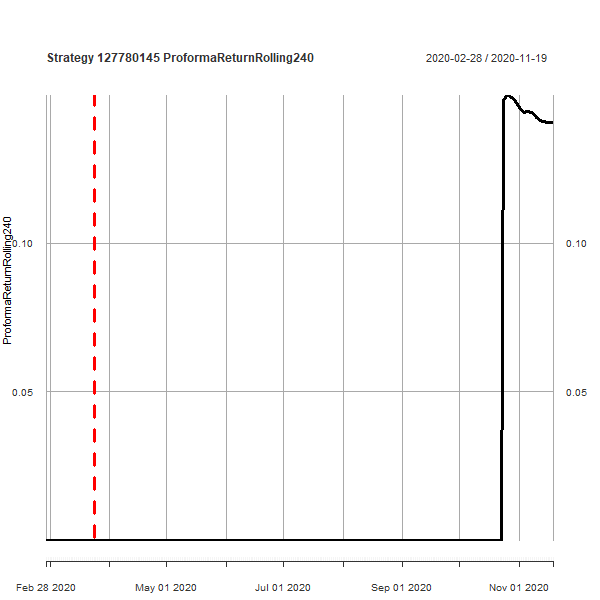 Strategy 127780145 ProformaReturnRolling240
2020-02-28 / 2020-11-19
ProformaReturnRolling240
0.10
0.10
0.05
0.05
Feb 28 2020
May 01 2020
Jul 01 2020
Sep 01 2020
Nov 01 2020